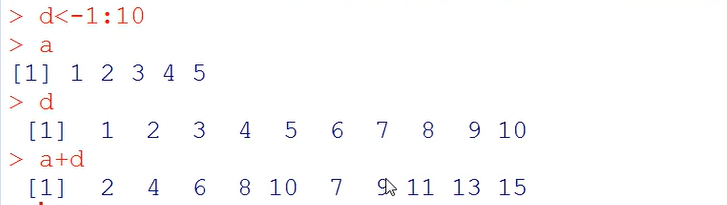 > d<-1:10
> a
[1] 1 2 3 4 5
> d
[1] 1 2 3 4 5 6 7 8 9 10
> a+d
[1] 2 4 6 8 10 7 9 11 13 15